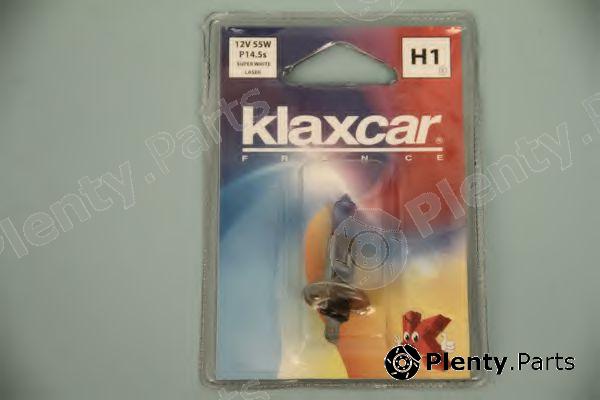 12V 55W
P14.5s
SUPER WHITE
LASER
H1
klaxcar®
FRANCE
Plenty.Parts
Plenty.Parts
Plenty.Parts